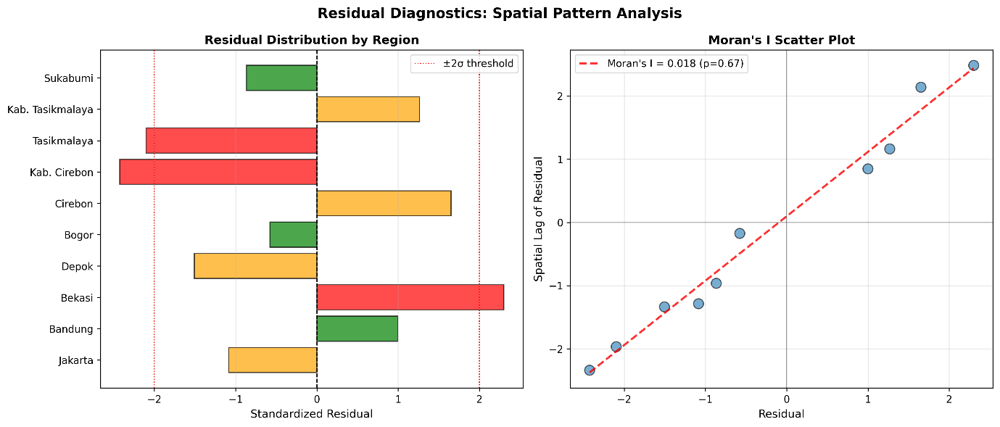 Residual Diagnostics: Spatial Pattern Analysis
Residual Distribution by Region
±2σ threshold
Sukabumi
Kab. Tasikmalaya
Tasikmalaya
Kab. Cirebon
Cirebon
Bogor
Depok
Bekasi
Bandung
Jakarta
−2 −1 0 1 2
Standardized Residual
Moran's I Scatter Plot
Moran's I = 0.018 (p=0.67)
Spatial Lag of Residual
2
1
0
−1
−2
−2 −1 0 1 2
Residual